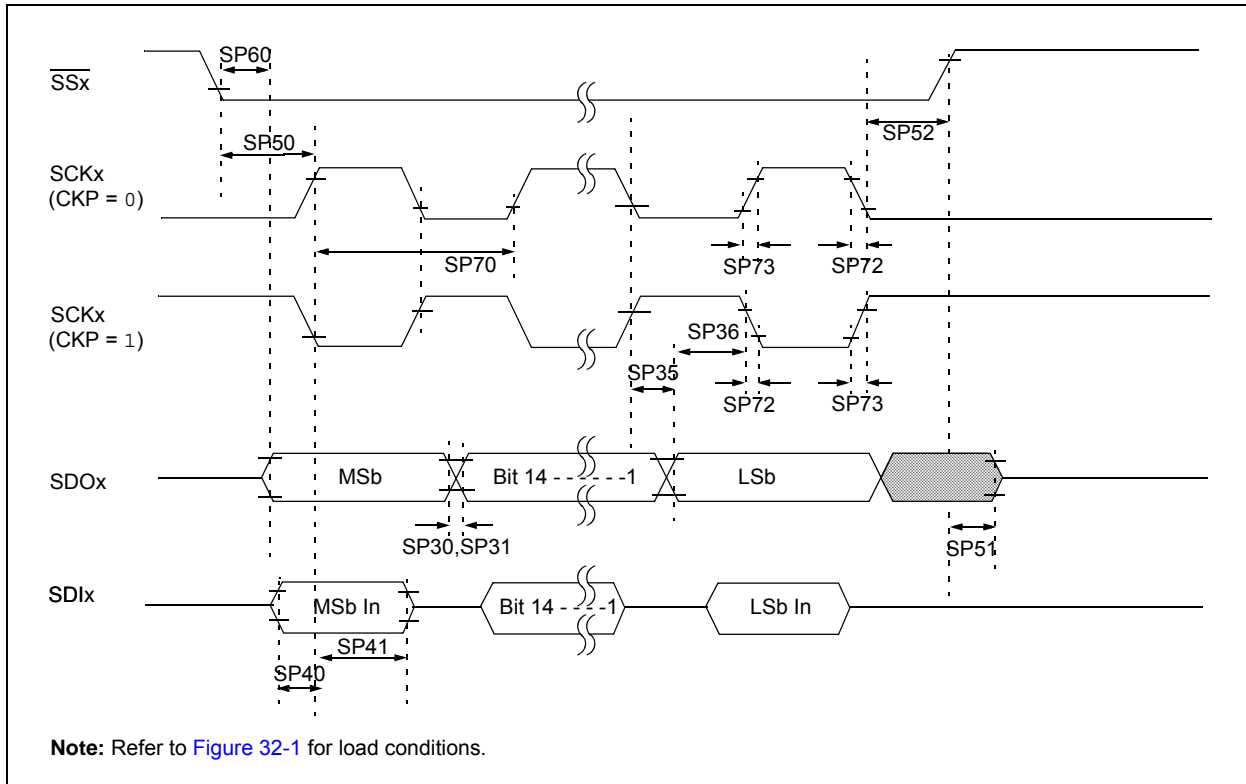 SP60
SSx
SP50
SP52
SCKx
(CKP = 0)
SP70
SP73
SP72
SCKx
(CKP = 1)
SP36
SP35
SP72
SP73
SDOx
MSb
Bit 14 - - - - - -1
LSb
SP30,SP31
SP51
SDIx
MSb In
Bit 14 - - - -1
LSb In
SP41
SP40
Note: Refer to Figure 32-1 for load conditions.